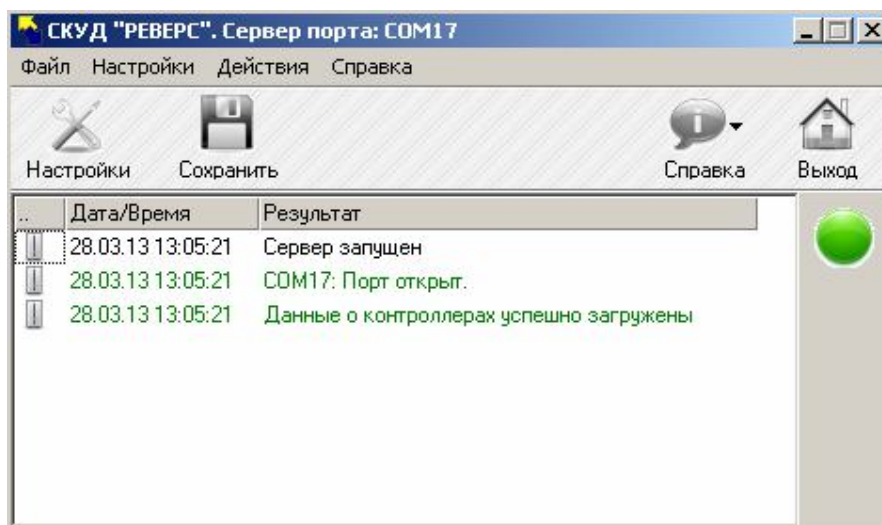 СКУД "РЕВЕРС". Сервер порта: COM17
Файл Настройки Действия Справка
Настройки Сохранить Справка Выход
.. Дата/Время Результат
28.03.13 13:05:21 Сервер запущен
28.03.13 13:05:21 COM17: Порт открыт.
28.03.13 13:05:21 Данные о контроллерах успешно загружены